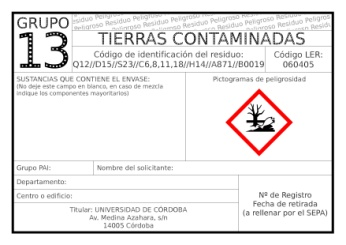 GRUPO
13
Residuo Peligroso Residuo Peligroso Residuo Peligroso
TIERRAS CONTAMINADAS
Código de identificación del residuo:
Q12//D15//S23//C6,8,11,18//H14//A871//B0019
Código LER:
060405
SUSTANCIAS QUE CONTIENE EL ENVASE:
(No deje este campo en blanco, en caso de mezcla
indique los componentes mayoritarios)
Pictogramas de peligrosidad
Grupo PAI:
Nombre del solicitante:
Departamento:
Centro o edificio:
Titular: UNIVERSIDAD DE CÓRDOBA
Av. Medina Azahara, s/n
14005 Córdoba
Nº de Registro
Fecha de retirada
(a rellenar por el SEPA)